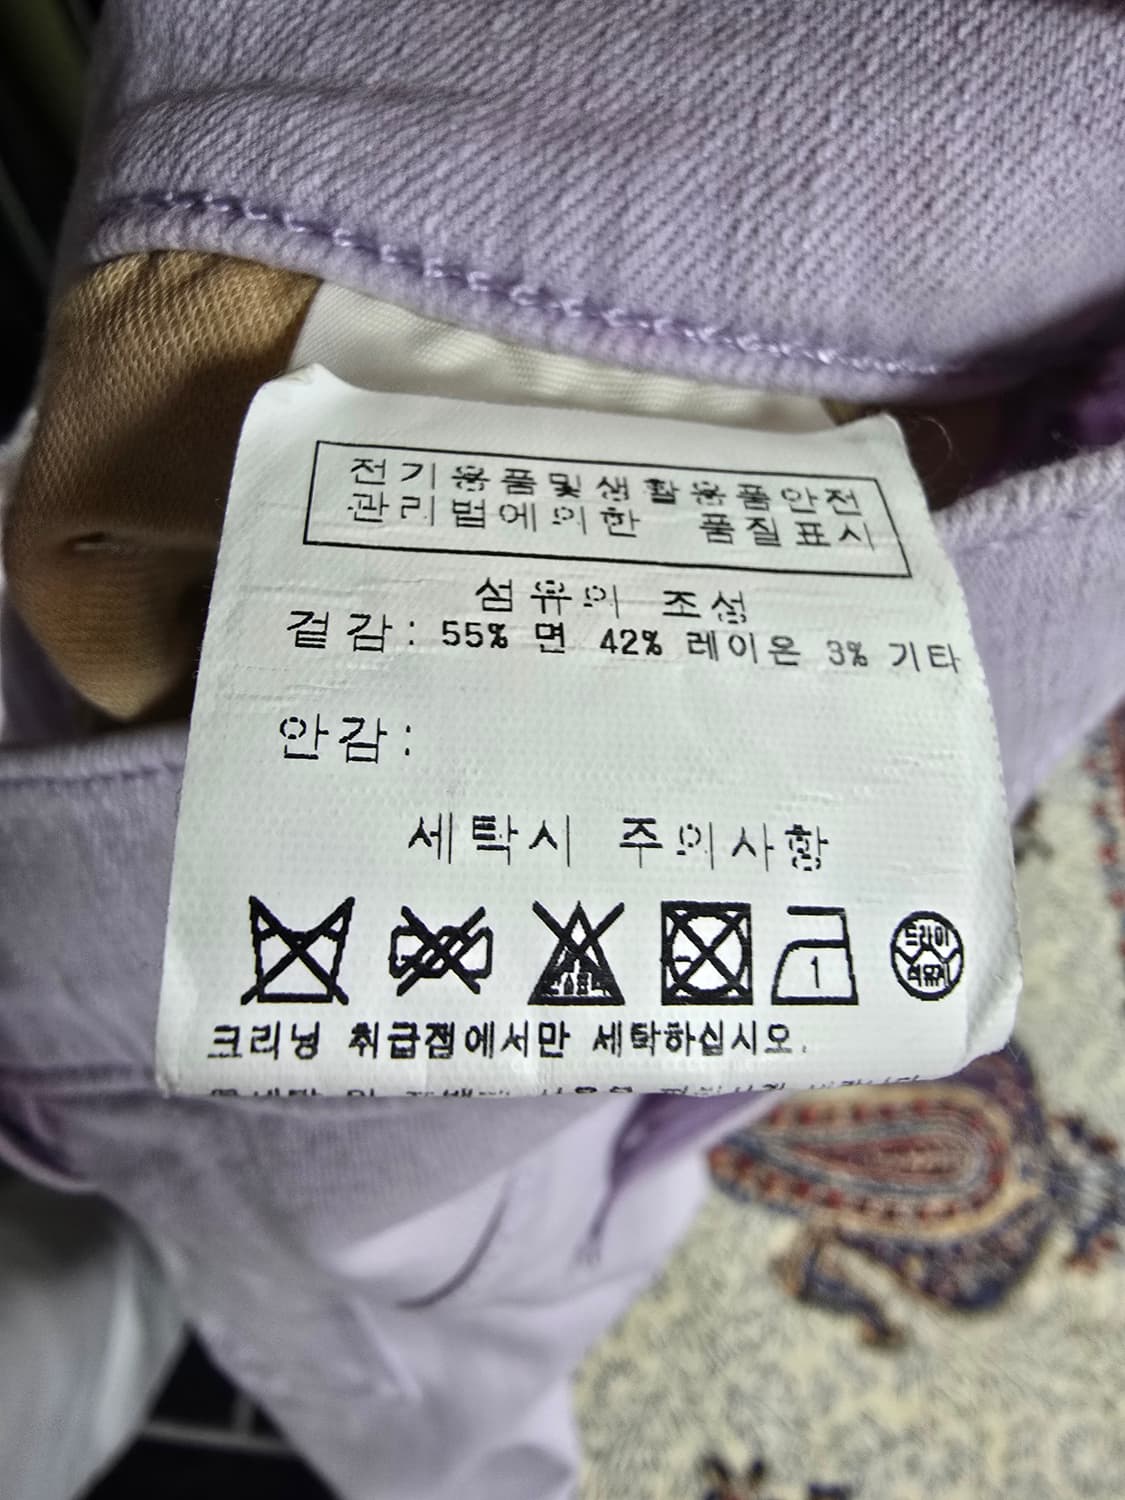 전기용품및생활용품안전
관리법에의한 품질표시
섬유의 조성
겉감: 55% 면 42% 레이온 3% 기타
안감:
세탁시 주의사항
1
드라이
석유계
크리닝 취급점에서만 세탁하십시오.